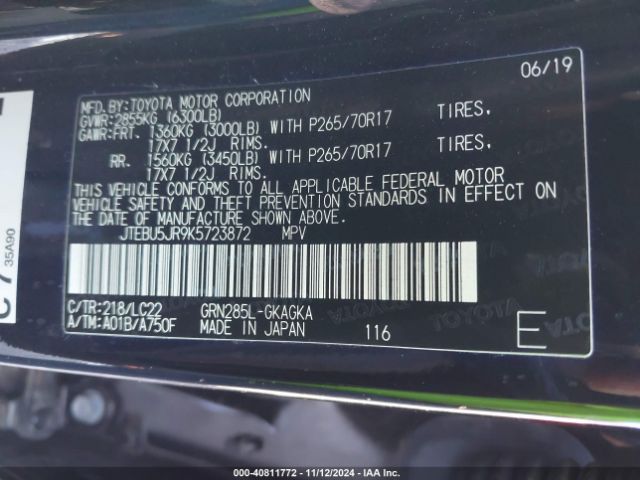 06/19
MFD.BY:TOYOTA MOTOR CORPORATION
GVWR:2855KG (6300LB)
GAWR:FRT. 1360KG (3000LB) WITH P265/70R17 TIRES,
17X7 1/2J RIMS.
RR. 1560KG (3450LB) WITH P265/70R17 TIRES,
17X7 1/2J RIMS.
THIS VEHICLE CONFORMS TO ALL APPLICABLE FEDERAL MOTOR
VEHICLE SAFETY AND THEFT PREVENTION STANDARDS IN EFFECT ON
THE DATE OF MANUFACTURE SHOWN ABOVE.
JTEBU5JR9K5723872 MPV
C/TR:218/LC22 GRN285L-GKAGKA
A/TM:A01B/A750F MADE IN JAPAN 116 E
35A90
000-40811772 - 11/12/2024 - IAA Inc.